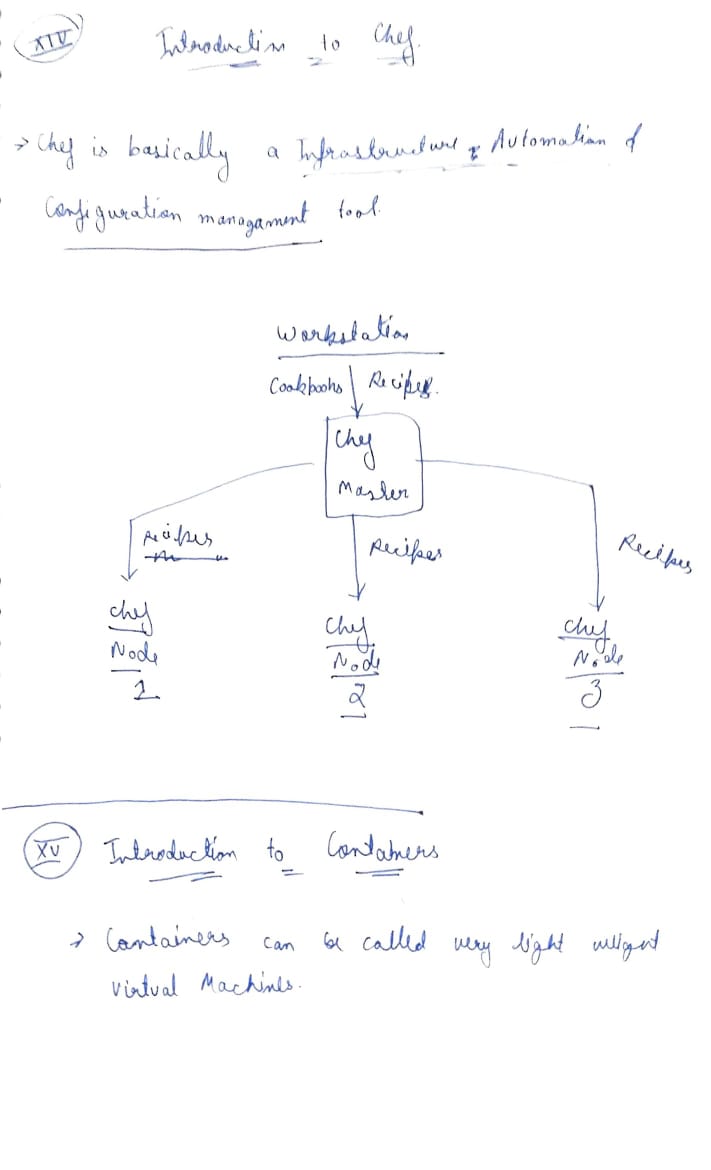 XIV
Introduction to Chef.
→ Chef is basically a Infrastructure & Automation &
Configuration managament tool.
Workstation
Cookbooks Recipes.
Chef
Master
Recipes
Recipes
Recipes
Chef
Node
1
Chef
Node
2
Chef
Node
3
XV Introduction to Containers
→ Containers can be called very light weight
Virtual Machines.